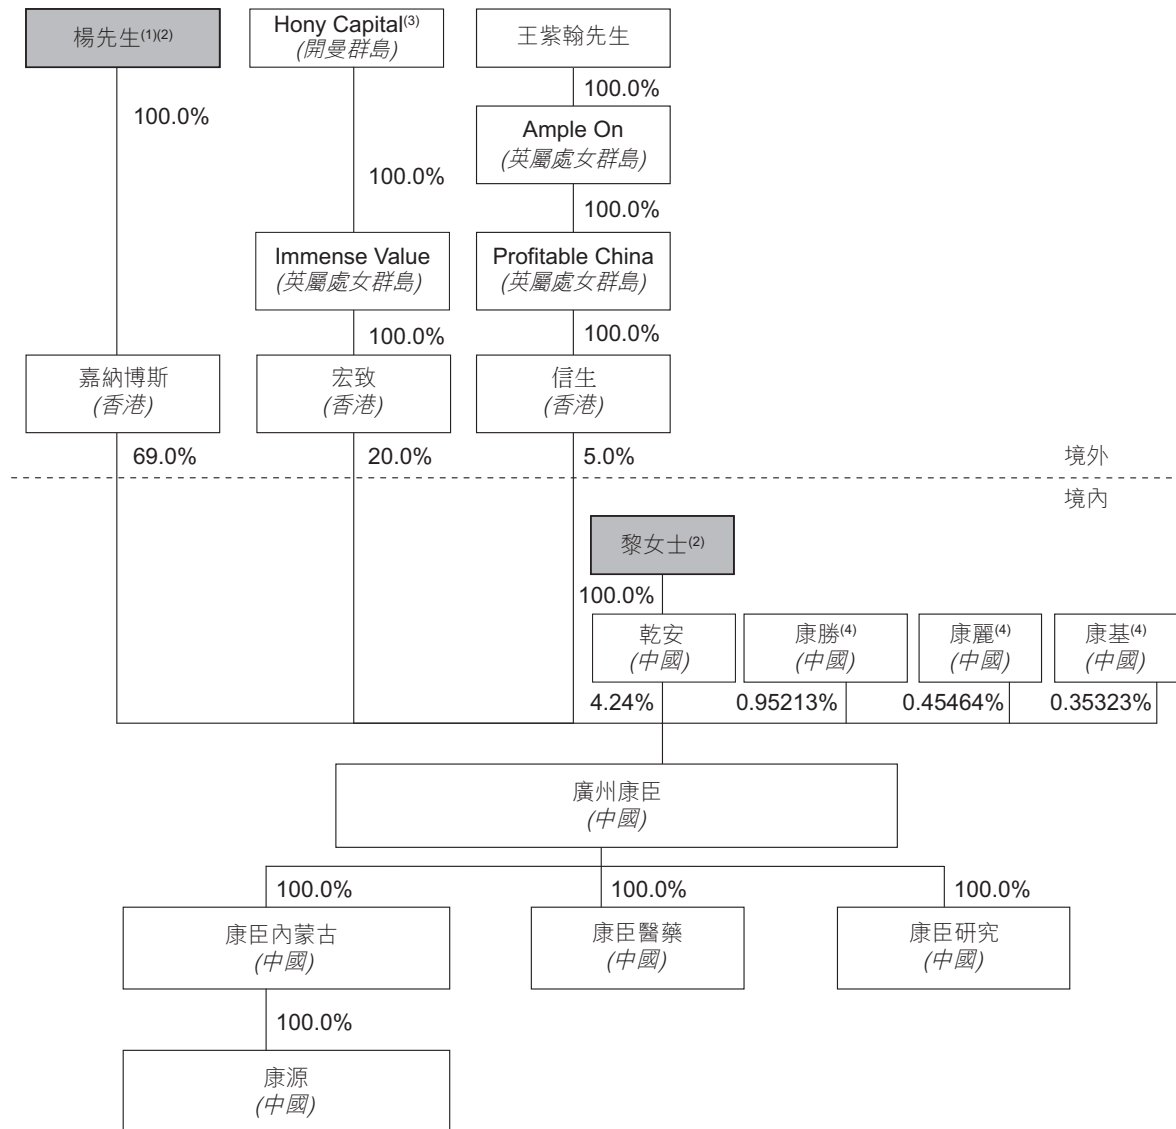 楊先生(1)(2)
Hony Capital(3)
(開曼群島)
王紫翰先生
100.0%
100.0%
Ample On
(英屬處女群島)
100.0%
100.0%
Immense Value
(英屬處女群島)
Profitable China
(英屬處女群島)
100.0%
100.0%
嘉納博斯
(香港)
宏致
(香港)
信生
(香港)
69.0%
20.0%
5.0%
境外
境內
黎女士(2)
100.0%
乾安
(中國)
康勝(4)
(中國)
康麗(4)
(中國)
康基(4)
(中國)
4.24%
0.95213%
0.45464%
0.35323%
廣州康臣
(中國)
100.0%
100.0%
100.0%
康臣內蒙古
(中國)
康臣醫藥
(中國)
康臣研究
(中國)
100.0%
康源
(中國)